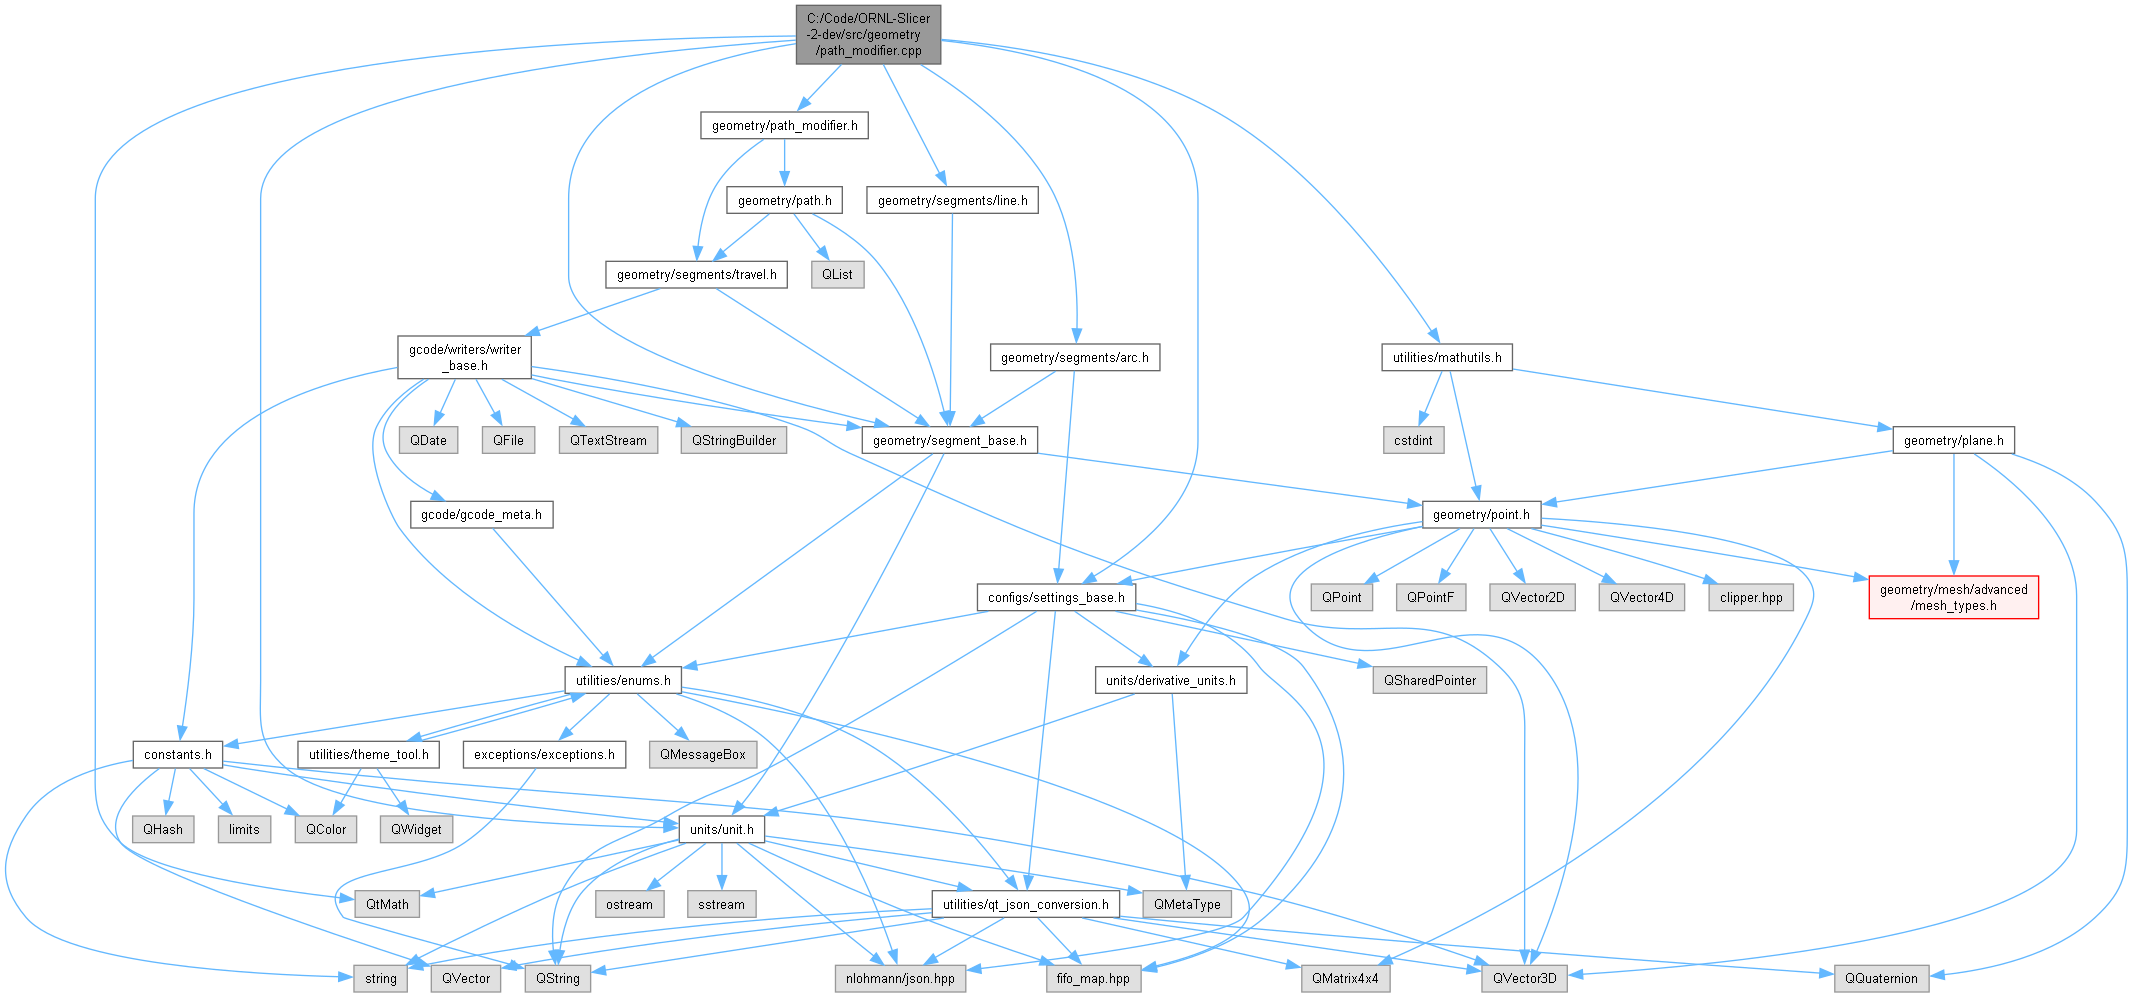 C:/Code/ORNL-Slicer
-2-dev/src/geometry
/path_modifier.cpp
geometry/path_modifier.h
geometry/path.h
geometry/segments/line.h
geometry/segments/travel.h
QList
gcode/writers/writer
_base.h
geometry/segments/arc.h
utilities/mathutils.h
QDate
QFile
QTextStream
QStringBuilder
geometry/segment_base.h
cstdint
geometry/plane.h
gcode/gcode_meta.h
geometry/point.h
configs/settings_base.h
QPoint
QPointF
QVector2D
QVector4D
clipper.hpp
geometry/mesh/advanced
/mesh_types.h
utilities/enums.h
units/derivative_units.h
QSharedPointer
constants.h
utilities/theme_tool.h
exceptions/exceptions.h
QMessageBox
QHash
limits
QColor
QWidget
units/unit.h
QtMath
ostream
sstream
utilities/qt_json_conversion.h
QMetaType
string
QVector
QString
nlohmann/json.hpp
fifo_map.hpp
QMatrix4x4
QVector3D
QQuaternion